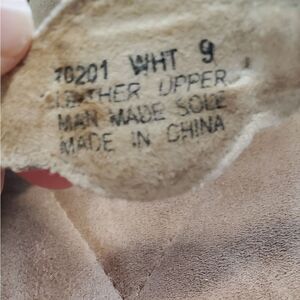 70201 WHT 9
LEATHER UPPER
MAN MADE SOLE
MADE IN CHINA